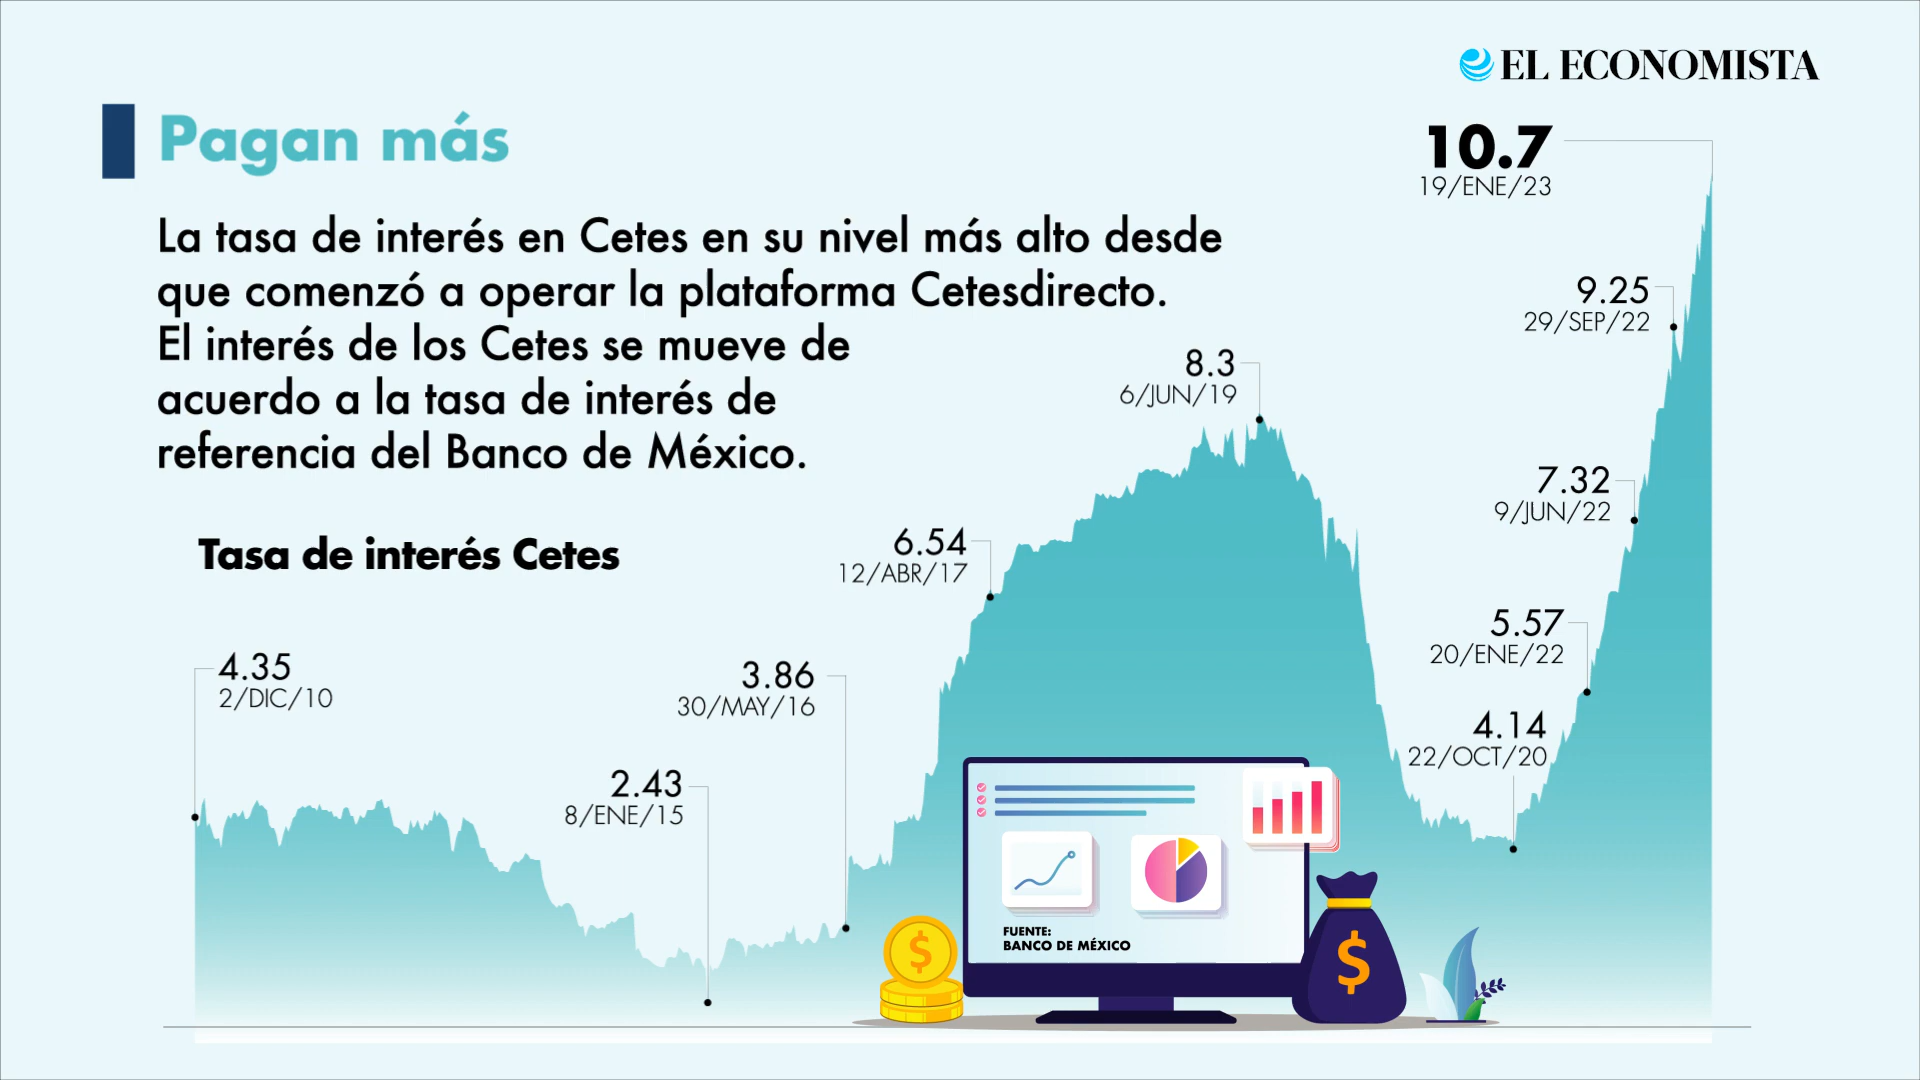 EL ECONOMISTA
Pagan más
La tasa de interés en Cetes en su nivel más alto desde
que comenzó a operar la plataforma Cetesdirecto.
El interés de los Cetes se mueve de
acuerdo a la tasa de interés de
referencia del Banco de México.
Tasa de interés Cetes
4.35
2/DIC/10
2.43
8/ENE/15
3.86
30/MAY/16
6.54
12/ABR/17
8.3
6/JUN/19
4.14
22/OCT/20
5.57
20/ENE/22
7.32
9/JUN/22
9.25
29/SEP/22
10.7
19/ENE/23
$
$
FUENTE:
BANCO DE MÉXICO